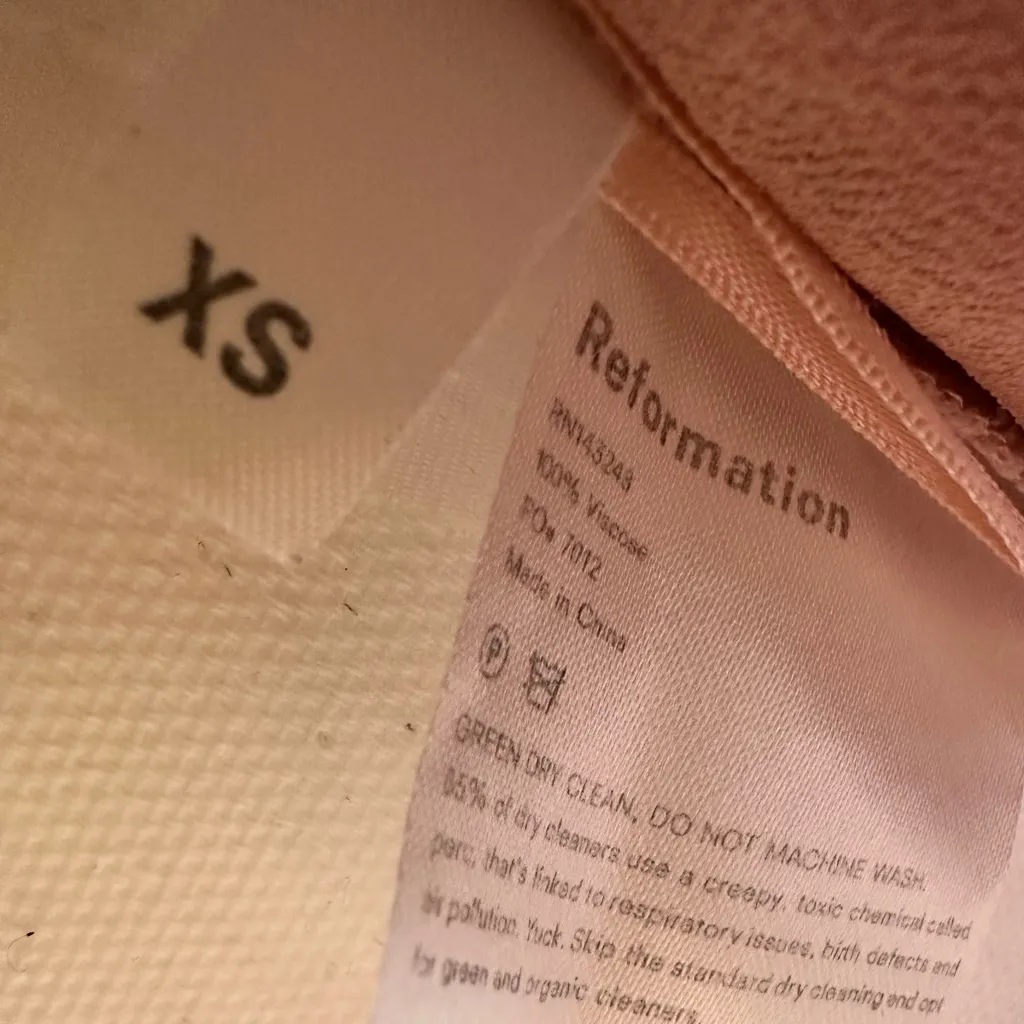 XS
Reformation
RN143249
100% Viscose
PO# 7012
Made in China
P
GREEN DRY CLEAN, DO NOT MACHINE WASH.
95% of dry cleaners use a creepy, toxic chemical called
perc, that's linked to respiratory issues, birth defects and
air pollution. Yuck. Skip the standard dry cleaning and opt
for green and organic cleaners.